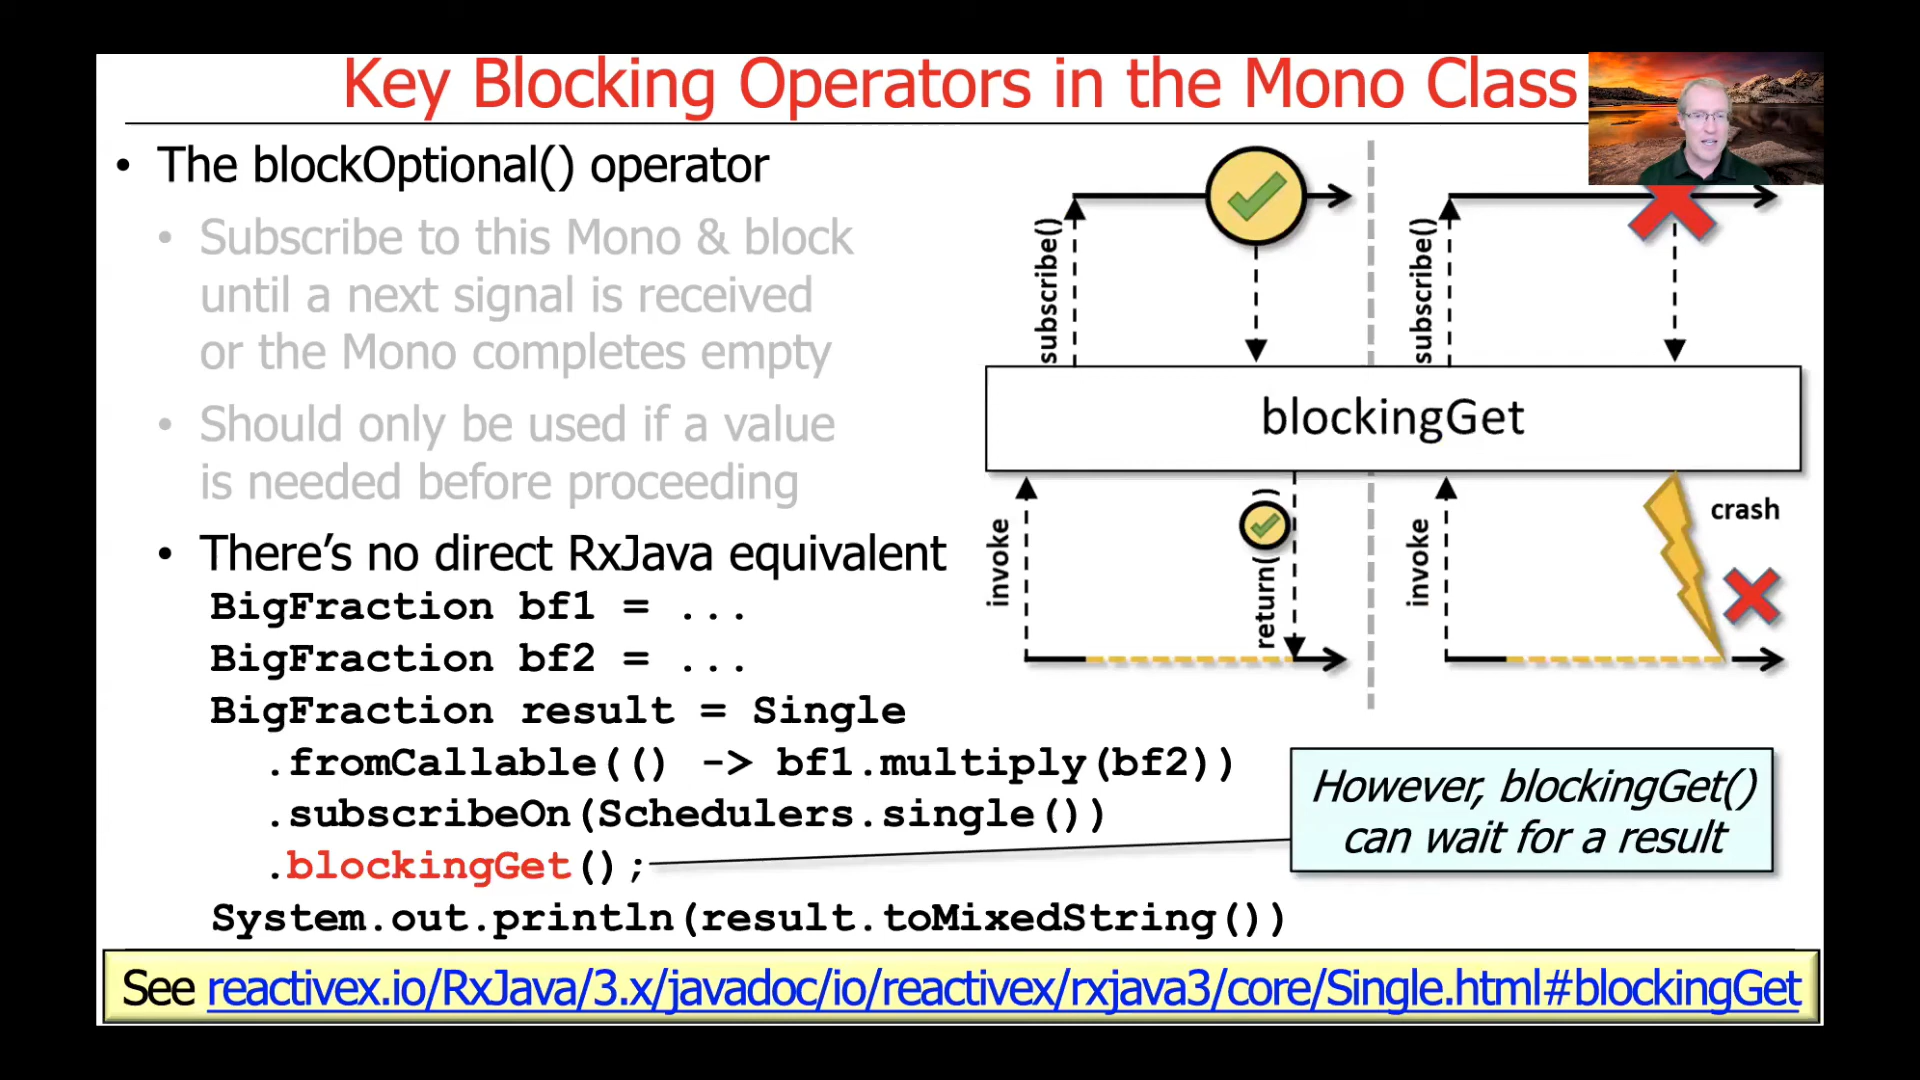 Key Blocking Operators in the Mono Class
• The blockOptional() operator
• Subscribe to this Mono & block
until a next signal is received
or the Mono completes empty
• Should only be used if a value
is needed before proceeding
• There's no direct RxJava equivalent
BigFraction bf1 = ...
BigFraction bf2 = ...
BigFraction result = Single
.fromCallable(() -> bf1.multiply(bf2))
.subscribeOn(Schedulers.single())
.blockingGet();
System.out.println(result.toMixedString())
subscribe()
subscribe()
blockingGet
invoke
return( )
invoke
crash
However, blockingGet()
can wait for a result
See reactivex.io/RxJava/3.x/javadoc/io/reactivex/rxjava3/core/Single.html#blockingGet